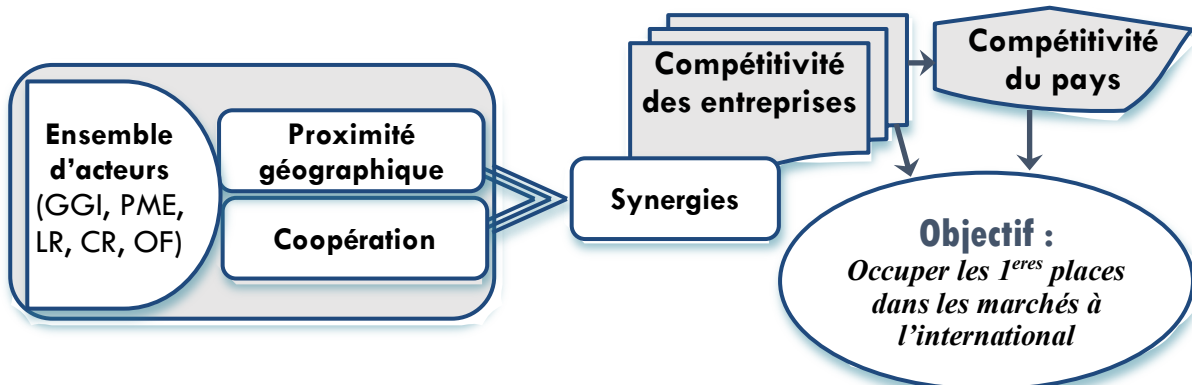 Ensemble
d'acteurs
(GGI, PME,
LR, CR, OF)
Proximité
géographique
Coopération
Synergies
Compétitivité
des entreprises
Compétitivité
du pays
Objectif :
Occuper les 1eres places
dans les marchés à
l'international